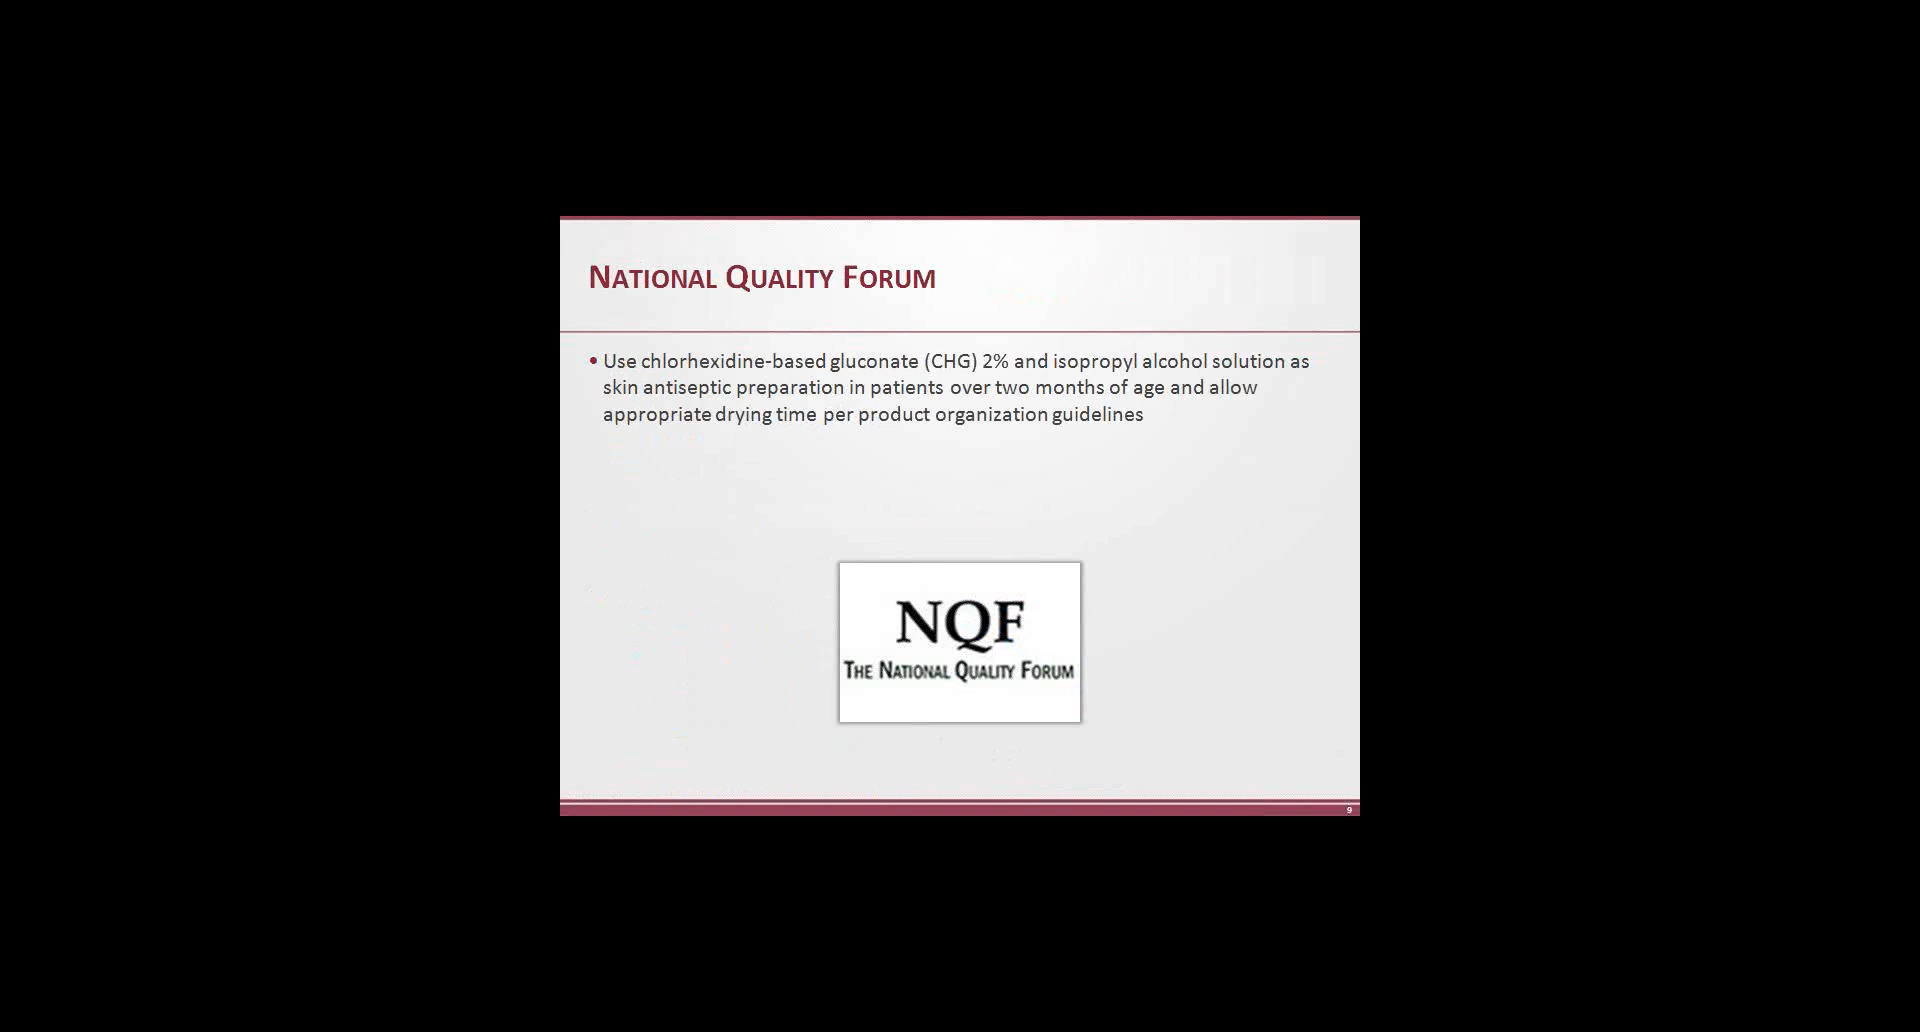 NATIONAL QUALITY FORUM
• Use chlorhexidine-based gluconate (CHG) 2% and isopropyl alcohol solution as
skin antiseptic preparation in patients over two months of age and allow
appropriate drying time per product organization guidelines
NQF
THE NATIONAL QUALITY FORUM
9